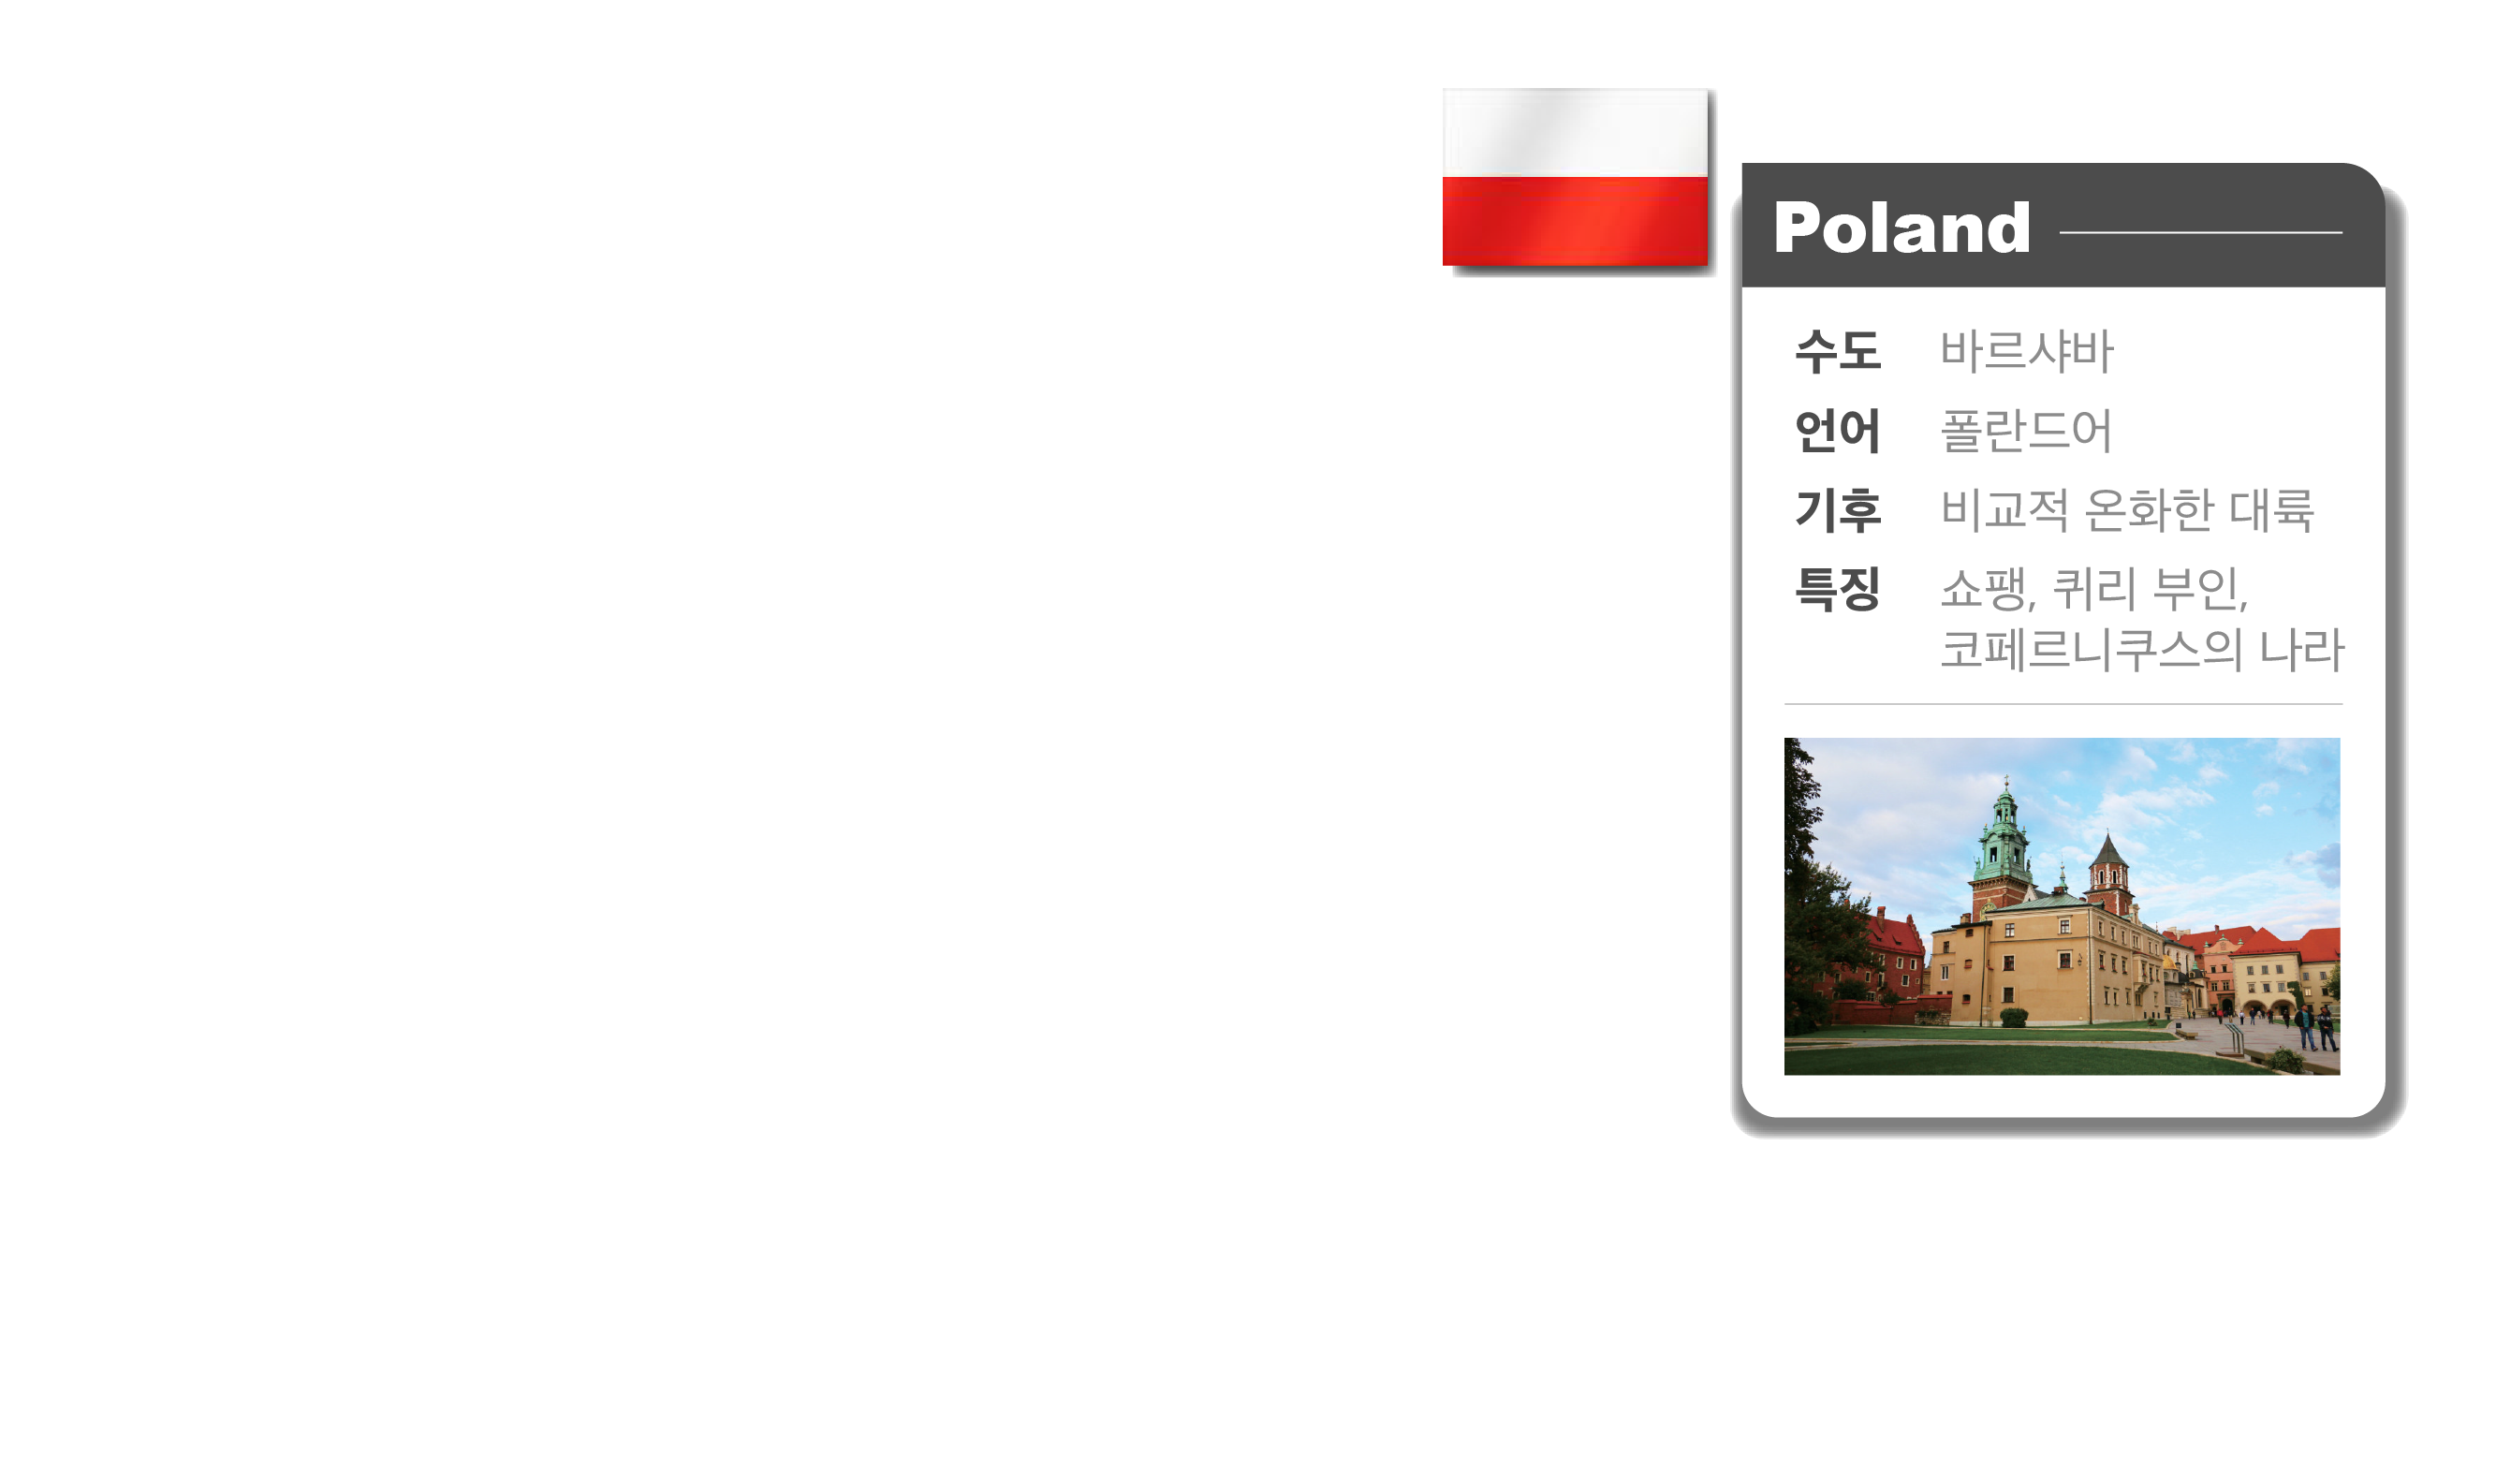 Poland
수도 바르샤바
언어 폴란드어
기후 비교적 온화한 대륙
특징 쇼팽, 퀴리 부인,
코페르니쿠스의 나라